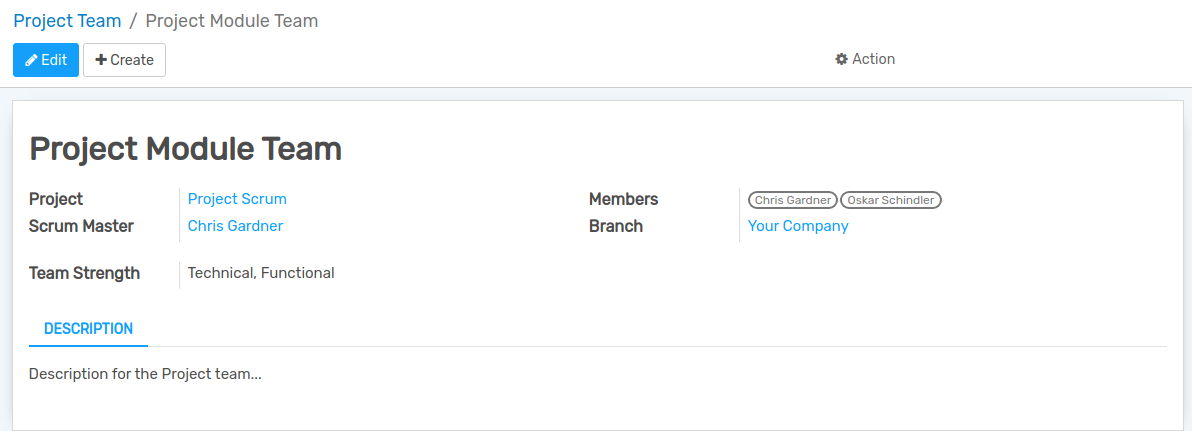 Project Team / Project Module Team
Edit Create Action
Project Module Team
Project Project Scrum Members Chris Gardner Oskar Schindler
Scrum Master Chris Gardner Branch Your Company
Team Strength Technical, Functional
DESCRIPTION
Description for the Project team...